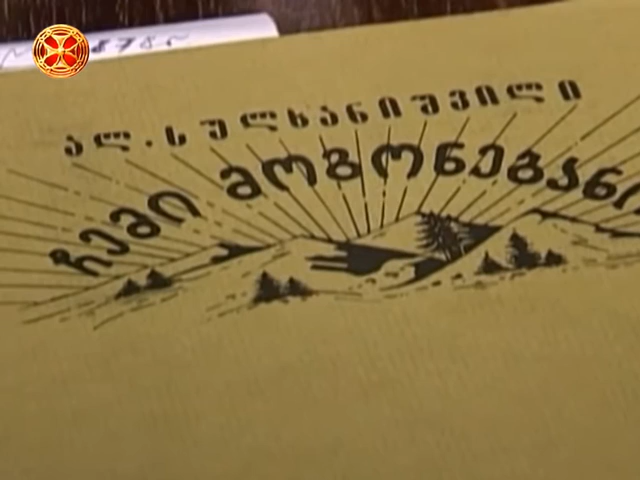 ალ. სულხანიშვილი
ჩემი მოგონებანი